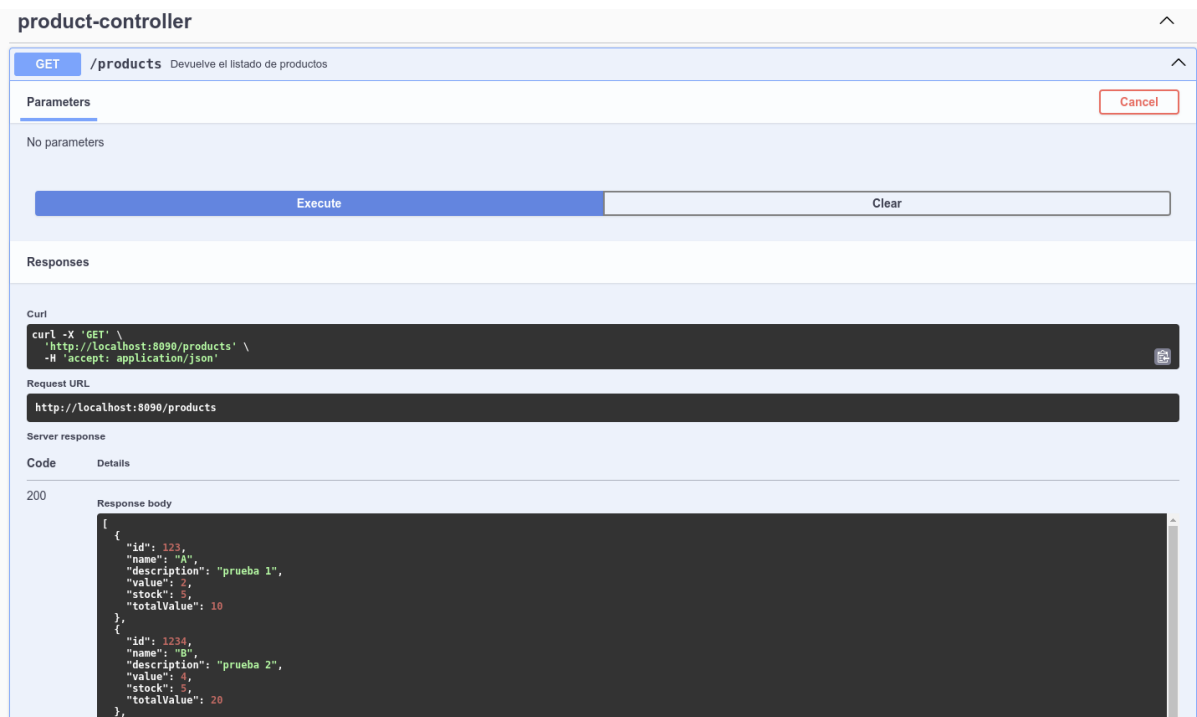 product-controller
GET /products Devuelve el listado de productos
Parameters
Cancel
No parameters
Execute
Clear
Responses
Curl
curl -X 'GET' \
'http://localhost:8090/products' \
-H 'accept: application/json'
Request URL
http://localhost:8090/products
Server response
Code Details
200
Response body
[
{
"id": 123,
"name": "A",
"description": "prueba 1",
"value": 2,
"stock": 5,
"totalValue": 10
},
{
"id": 1234,
"name": "B",
"description": "prueba 2",
"value": 4,
"stock": 5,
"totalValue": 20
},